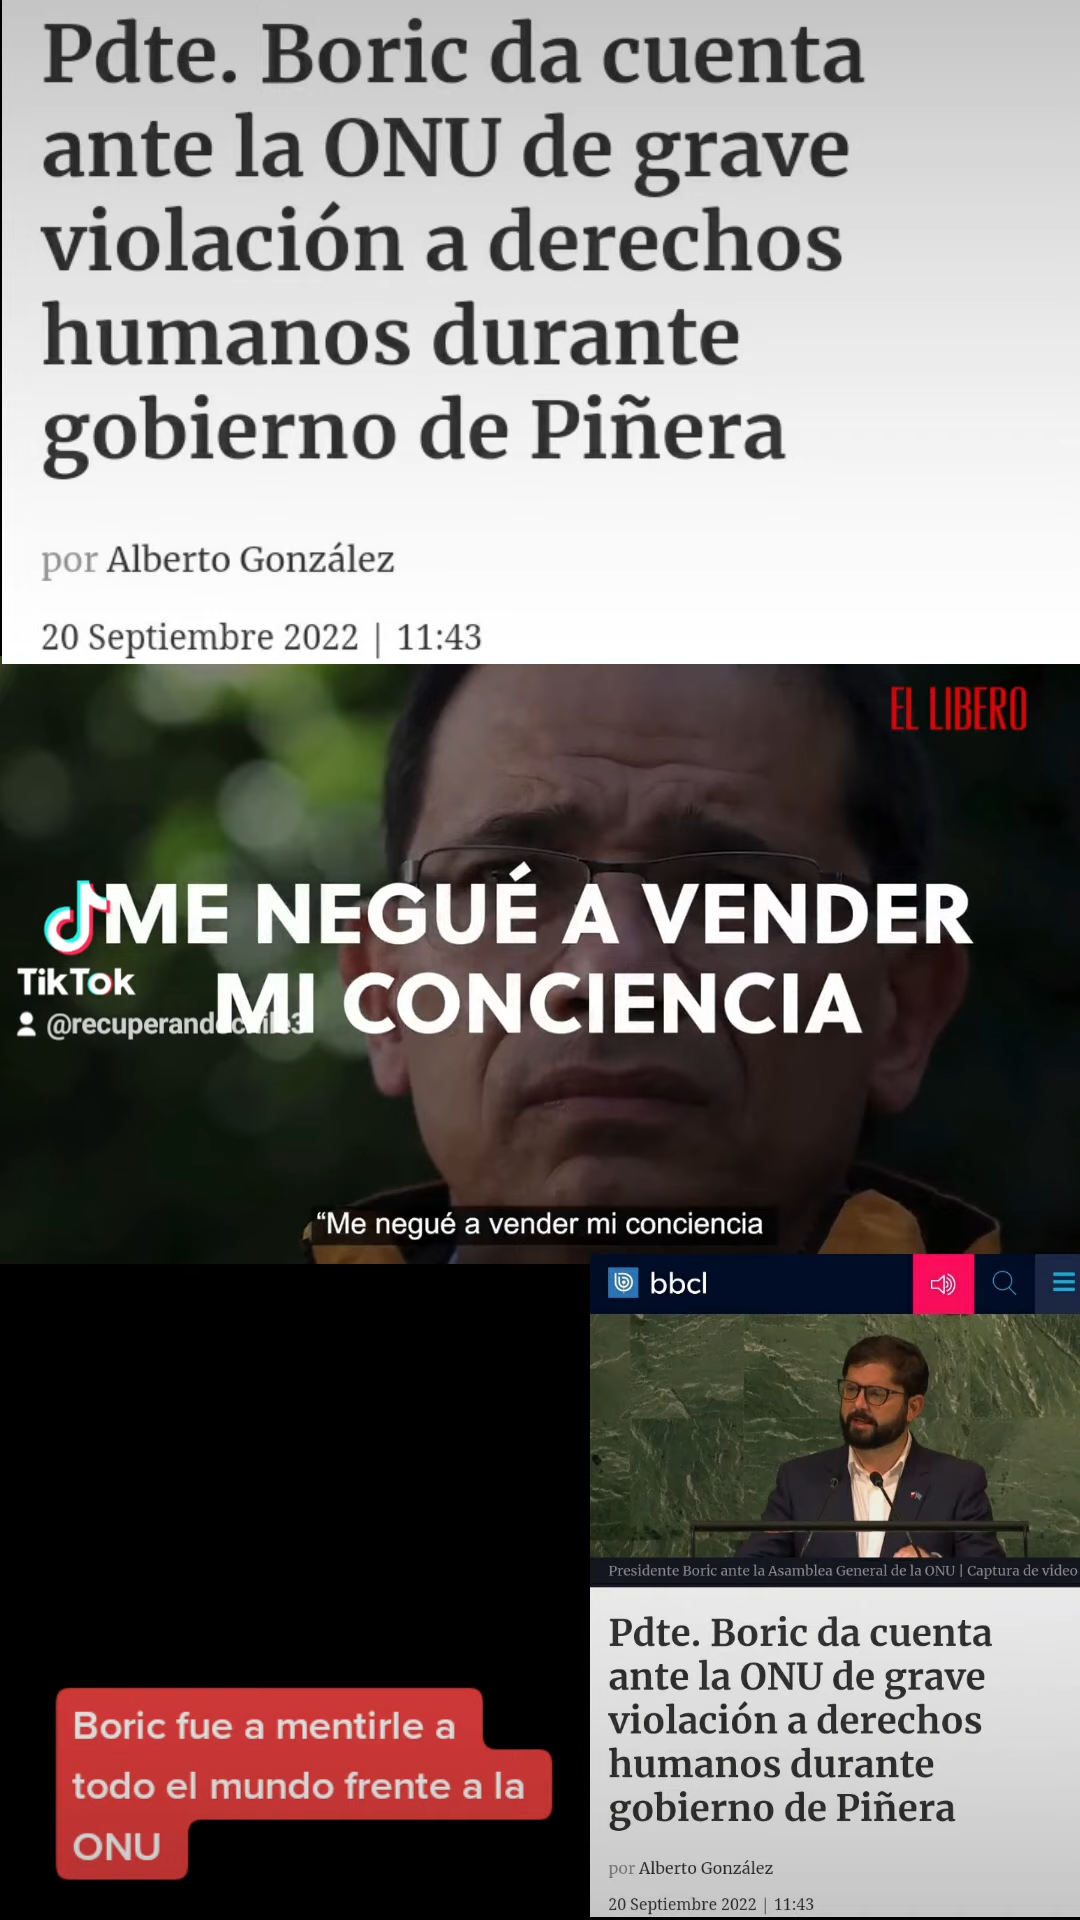 Pdte. Boric da cuenta
ante la ONU de grave
violación a derechos
humanos durante
gobierno de Piñera
por Alberto González
20 Septiembre 2022 | 11:43
EL LIBERO
ME NEGUÉ A VENDER
MI CONCIENCIA
TikTok
@recuperandochile3
“Me negué a vender mi conciencia
bbcl
Presidente Boric ante la Asamblea General de la ONU | Captura de video
Pdte. Boric da cuenta
ante la ONU de grave
violación a derechos
humanos durante
gobierno de Piñera
por Alberto González
20 Septiembre 2022 | 11:43
Boric fue a mentirle a
todo el mundo frente a la
ONU